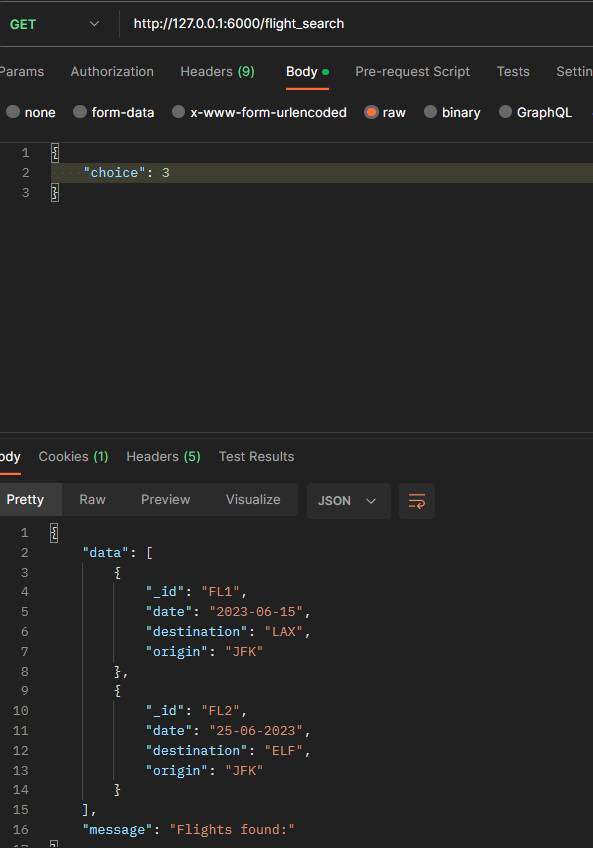 GET http://127.0.0.1:6000/flight_search
Params Authorization Headers (9) Body Pre-request Script Tests Settin
none form-data x-www-form-urlencoded raw binary GraphQL
1 {
2 "choice": 3
3 }
ody Cookies (1) Headers (5) Test Results
Pretty Raw Preview Visualize JSON
1 {
2 "data": [
3 {
4 "_id": "FL1",
5 "date": "2023-06-15",
6 "destination": "LAX",
7 "origin": "JFK"
8 },
9 {
10 "_id": "FL2",
11 "date": "25-06-2023",
12 "destination": "ELF",
13 "origin": "JFK"
14 }
15 ],
16 "message": "Flights found:"
17 }